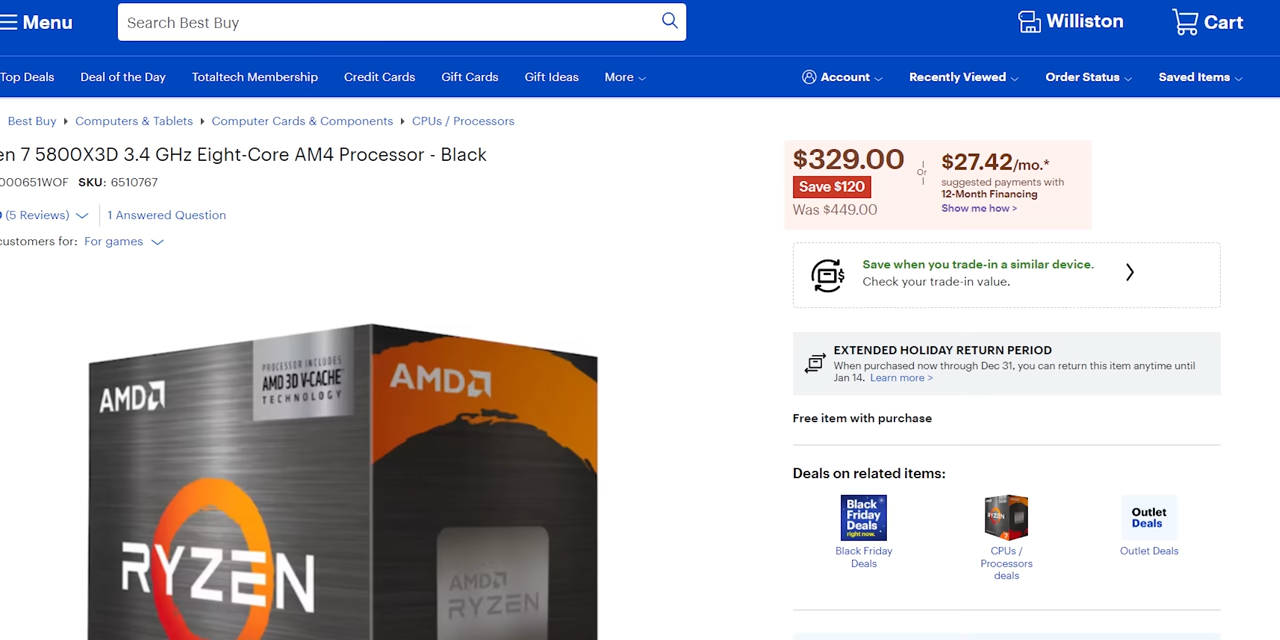 Menu
Search Best Buy
Williston
Cart
Top Deals
Deal of the Day
Totaltech Membership
Credit Cards
Gift Cards
Gift Ideas
More
Account
Recently Viewed
Order Status
Saved Items
Best Buy
Computers & Tablets
Computer Cards & Components
CPUs / Processors
en 7 5800X3D 3.4 GHz Eight-Core AM4 Processor - Black
000651WOF SKU: 6510767
(5 Reviews)
1 Answered Question
customers for: For games
$329.00
Save $120
Was $449.00
Or
$27.42/mo.*
suggested payments with
12-Month Financing
Show me how >
Save when you trade-in a similar device.
Check your trade-in value.
EXTENDED HOLIDAY RETURN PERIOD
When purchased now through Dec 31, you can return this item anytime until
Jan 14. Learn more >
Free item with purchase
Deals on related items:
Black
Friday
Deals
right now.
Black Friday
Deals
RYZEN
CPUs /
Processors
deals
Outlet
Deals
Outlet Deals
AMD
PROCESSOR INCLUDES
AMD 3D V-CACHE
TECHNOLOGY
AMD
RYZEN
AMD
RYZEN